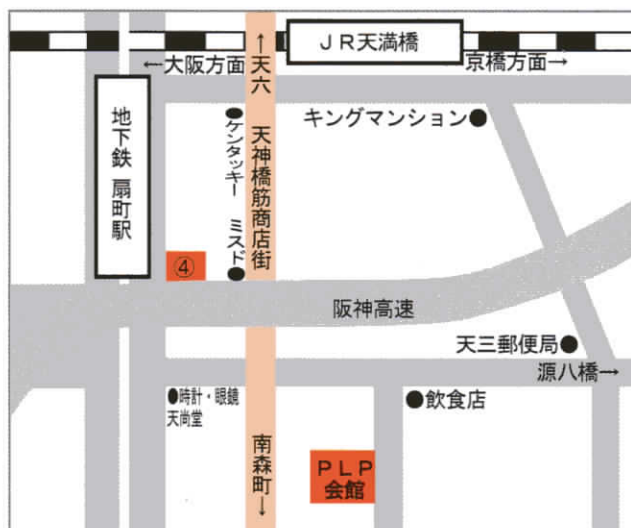 JR天満橋
←大阪方面
↑天六
京橋方面→
地下鉄 扇町駅
ケンタッキー
天神橋筋商店街
キングマンション
ミスド
④
阪神高速
天三郵便局
源八橋→
時計・眼鏡
天尚堂
飲食店
南森町→
PLP
会館